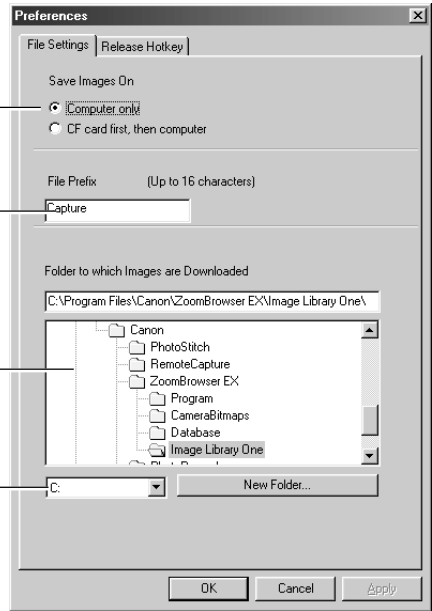 Preferences
File Settings
Release Hotkey
Save Images On
Computer only
CF card first, then computer
File Prefix (Up to 16 characters)
Capture
Folder to which Images are Downloaded
C:\Program Files\Canon\ZoomBrowser EX\Image Library One\
Canon
PhotoStitch
RemoteCapture
ZoomBrowser EX
Program
CameraBitmaps
Database
Image Library One
C:
New Folder...
OK
Cancel
Apply